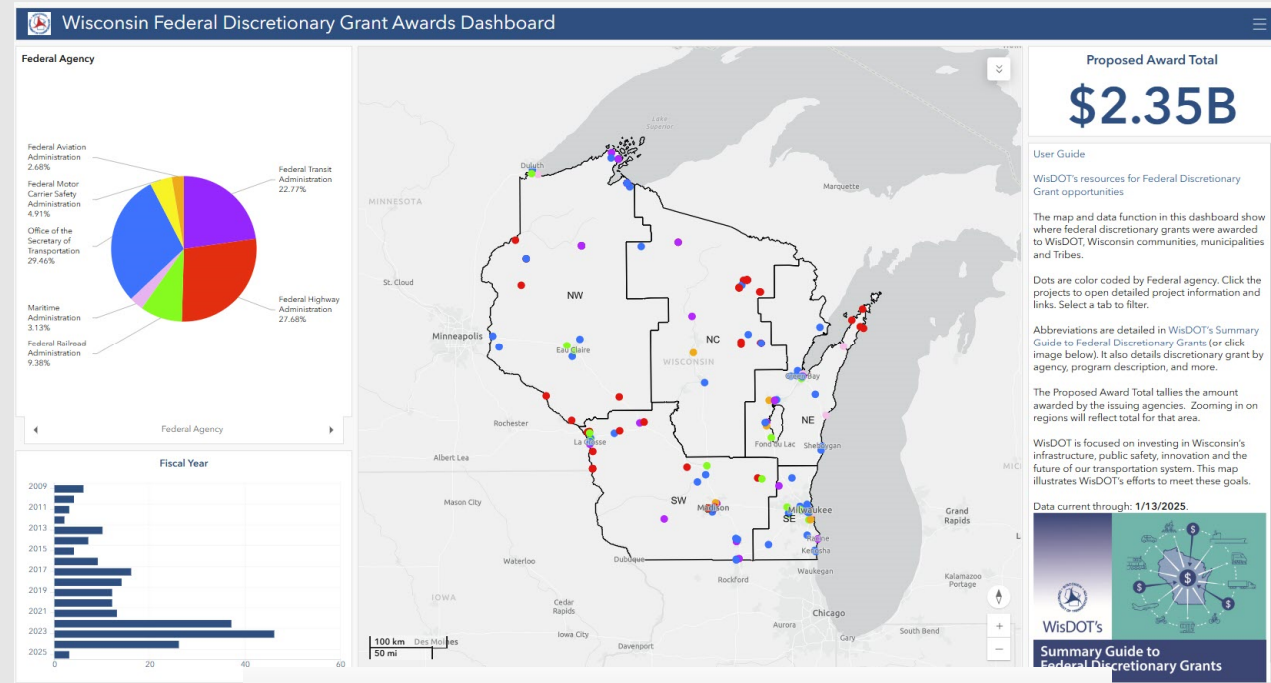 Wisconsin Federal Discretionary Grant Awards Dashboard
Federal Agency
Federal Aviation
Administration
2.68%
Federal Motor
Carrier Safety
Administration
4.91%
Office of the
Secretary of
Transportation
29.46%
Maritime
Administration
3.13%
Federal Railroad
Administration
9.38%
Federal Transit
Administration
22.77%
Federal Highway
Administration
27.68%
Federal Agency
Fiscal Year
2009
2011
2013
2015
2017
2019
2021
2023
2025
0
20
40
60
Lake
Superior
Duluth
Marquette
MINNESOTA
St. Cloud
NW
Minneapolis
Eau Claire
NC
WISCONSIN
Green Bay
Rochester
NE
La Crosse
Fond du Lac
Sheboygan
Albert Lea
Mason City
SW
Madison
Milwaukee
SE
Grand
Rapids
Racine
Kenosha
Waterloo
Dubuque
Waukegan
Rockford
Kalamazoo
Portage
IOWA
Cedar
Rapids
Chicago
Aurora
South Bend
Gary
Iowa City
Davenport
Des Moines
100 km
50 mi
+
−
Proposed Award Total
$2.35B
User Guide
WisDOT's resources for Federal Discretionary
Grant opportunities
The map and data function in this dashboard show
where federal discretionary grants were awarded
to WisDOT, Wisconsin communities, municipalities
and Tribes.
Dots are color coded by Federal agency. Click the
projects to open detailed project information and
links. Select a tab to filter.
Abbreviations are detailed in WisDOT's Summary
Guide to Federal Discretionary Grants (or click
image below). It also details discretionary grant by
agency, program description, and more.
The Proposed Award Total tallies the amount
awarded by the issuing agencies. Zooming in on
regions will reflect total for that area.
WisDOT is focused on investing in Wisconsin's
infrastructure, public safety, innovation and the
future of our transportation system. This map
illustrates WisDOT's efforts to meet these goals.
Data current through: 1/13/2025.
WisDOT's
Summary Guide to
Federal Discretionary Grants